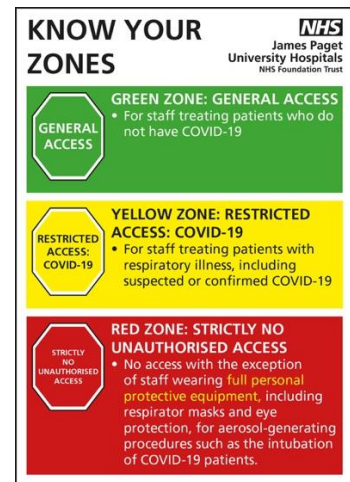 KNOW YOUR
ZONES
NHS
James Paget
University Hospitals
NHS Foundation Trust
GENERAL
ACCESS
GREEN ZONE: GENERAL ACCESS
• For staff treating patients who do
not have COVID-19
RESTRICTED
ACCESS:
COVID-19
YELLOW ZONE: RESTRICTED
ACCESS: COVID-19
• For staff treating patients with
respiratory illness, including
suspected or confirmed COVID-19
STRICTLY
NO
UNAUTHORISED
ACCESS
RED ZONE: STRICTLY NO
UNAUTHORISED ACCESS
• No access with the exception
of staff wearing full personal
protective equipment, including
respirator masks and eye
protection, for aerosol-generating
procedures such as the intubation
of COVID-19 patients.